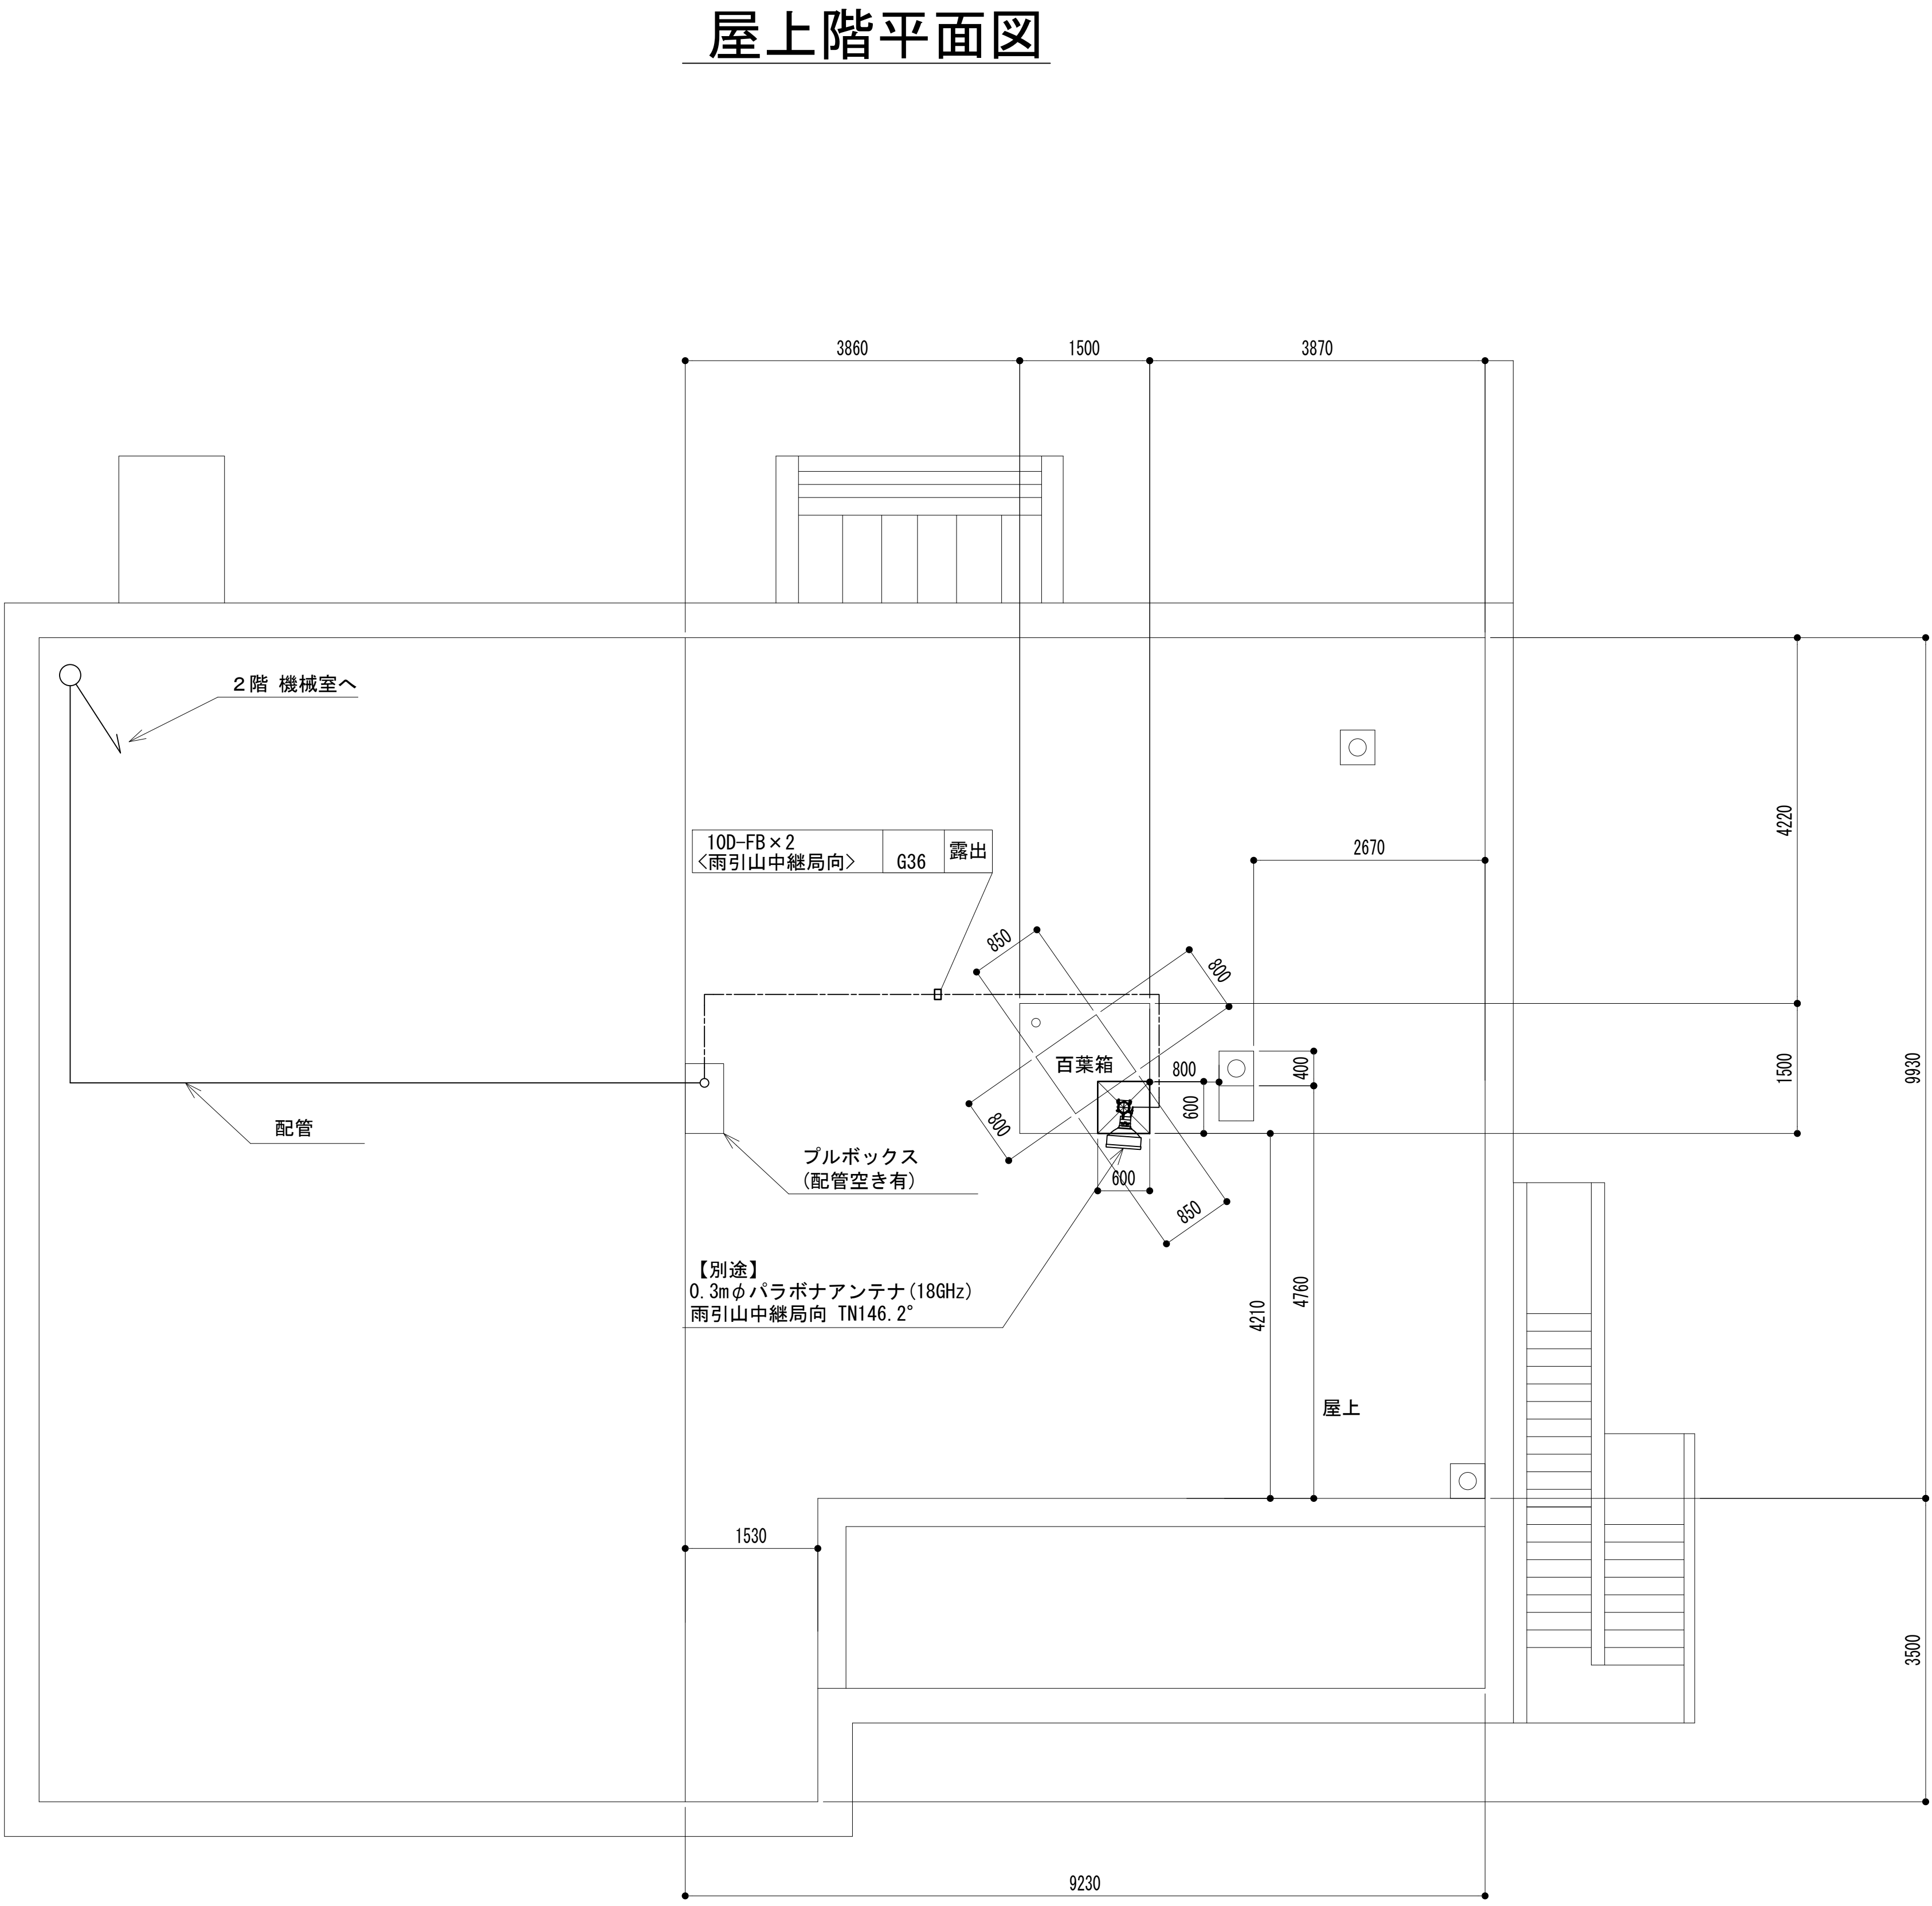 屋上階平面図
3860
1500
3870
２階 機械室へ
4220
10D-FB×2
<雨引山中継局向>
G36
露出
2670
850
800
百葉箱
800
400
1500
9930
600
800
配管
プルボックス
(配管空き有)
600
850
【別途】
0.3mφパラボナアンテナ(18GHz)
雨引山中継局向 TN146.2°
4210
4760
屋上
1530
3500
9230